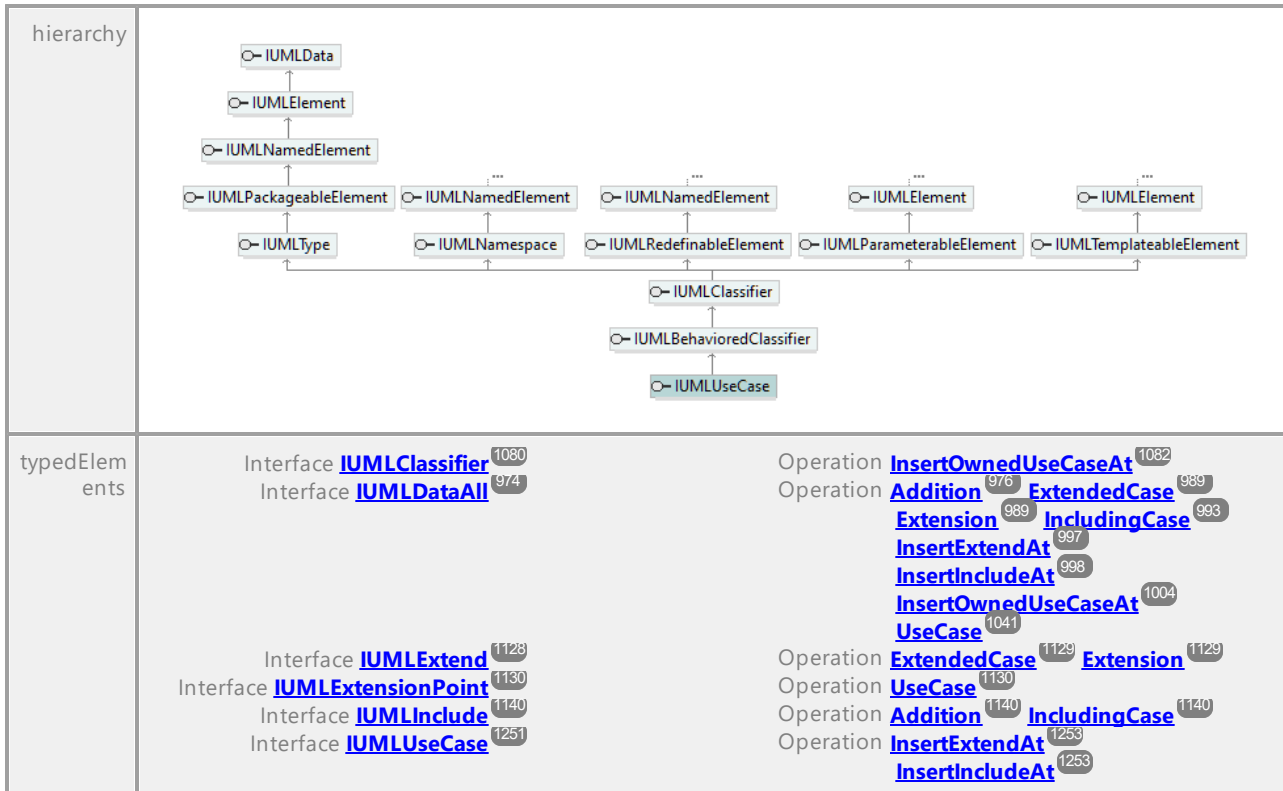 hierarchy
IUMLData
IUMLElement
IUMLNamedElement
... ... ... ...
IUMLPackageableElement IUMLNamedElement IUMLNamedElement IUMLElement IUMLElement
IUMLType IUMLNamespace IUMLRedefinableElement IUMLParameterableElement IUMLTemplateableElement
IUMLClassifier
IUMLBehavioredClassifier
IUMLUseCase
typedElem
ents
Interface IUMLClassifier 1080 Operation InsertOwnedUseCaseAt 1082
Interface IUMLDataAll 974 Operation Addition 976 ExtendedCase 989
Extension 989 IncludingCase 993
InsertExtendAt 997
InsertIncludeAt 998
InsertOwnedUseCaseAt 1004
UseCase 1041
Interface IUMLExtend 1128 Operation ExtendedCase 1129 Extension 1129
Interface IUMLExtensionPoint 1130 Operation UseCase 1130
Interface IUMLInclude 1140 Operation Addition 1140 IncludingCase 1140
Interface IUMLUseCase 1251 Operation InsertExtendAt 1253
InsertIncludeAt 1253